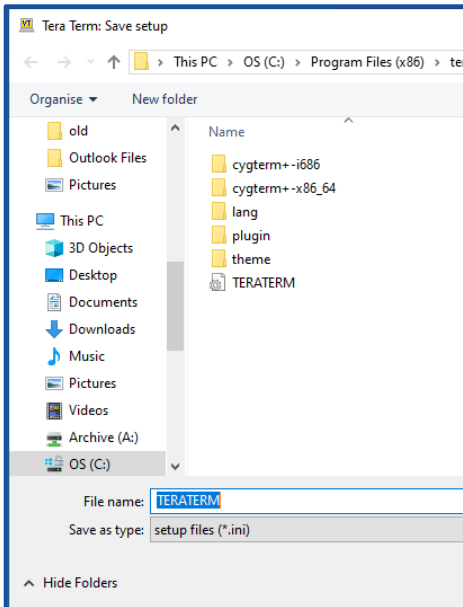 VT Tera Term: Save setup
This PC > OS (C:) > Program Files (x86) > te
Organise New folder
old
Outlook Files
Pictures
This PC
3D Objects
Desktop
Documents
Downloads
Music
Pictures
Videos
Archive (A:)
OS (C:)
Name
cygterm+-i686
cygterm+-x86_64
lang
plugin
theme
TERATERM
File name: TERATERM
Save as type: setup files (*.ini)
Hide Folders